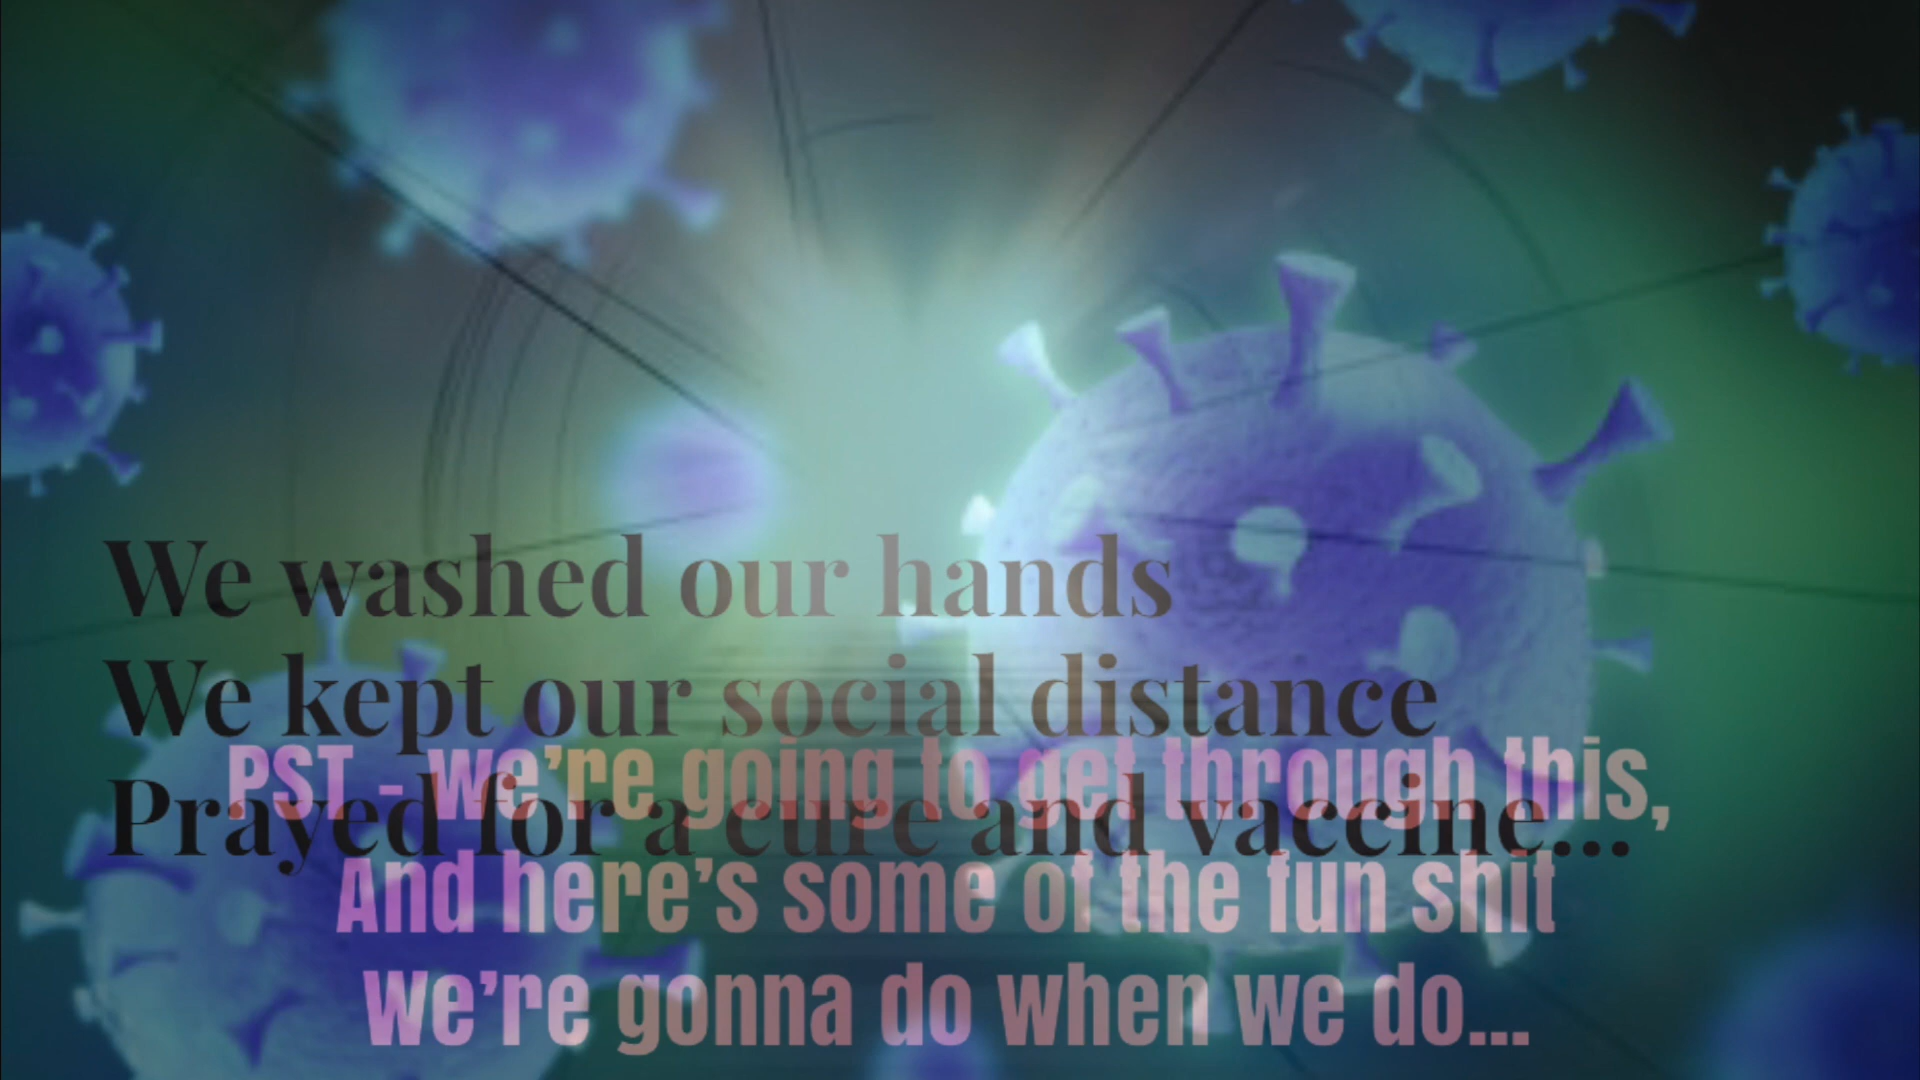 We washed our hands
We kept our social distance
Prayed for a cure and vaccine...
PST - we’re going to get through this,
And here’s some of the fun shit
We’re gonna do when we do...